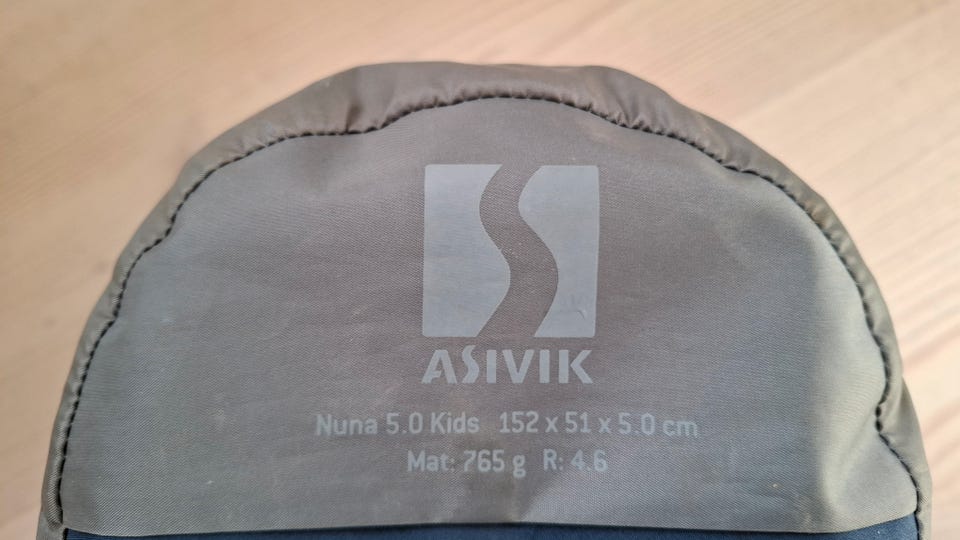 ASIVIK
Nuna 5.0 Kids 152 x 51 x 5.0 cm
Mat: 765 g R: 4.6